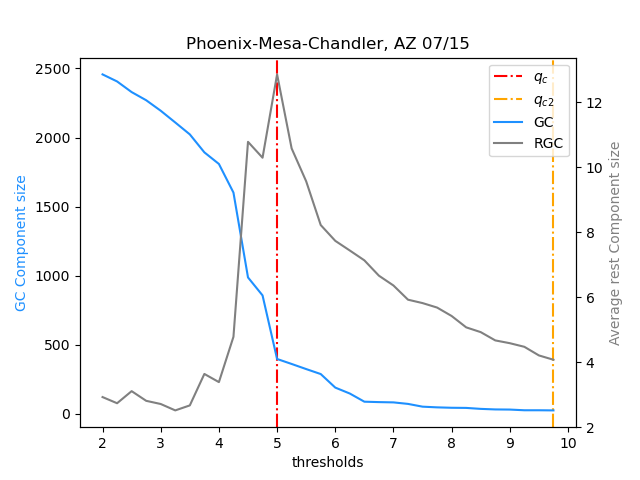 Phoenix-Mesa-Chandler, AZ 07/15
GC Component size
2500
2000
1500
1000
500
0
2 3 4 5 6 7 8 9 10
thresholds
12
10
8
6
4
2
Average rest Component size
q_c
q_{c2}
GC
RGC